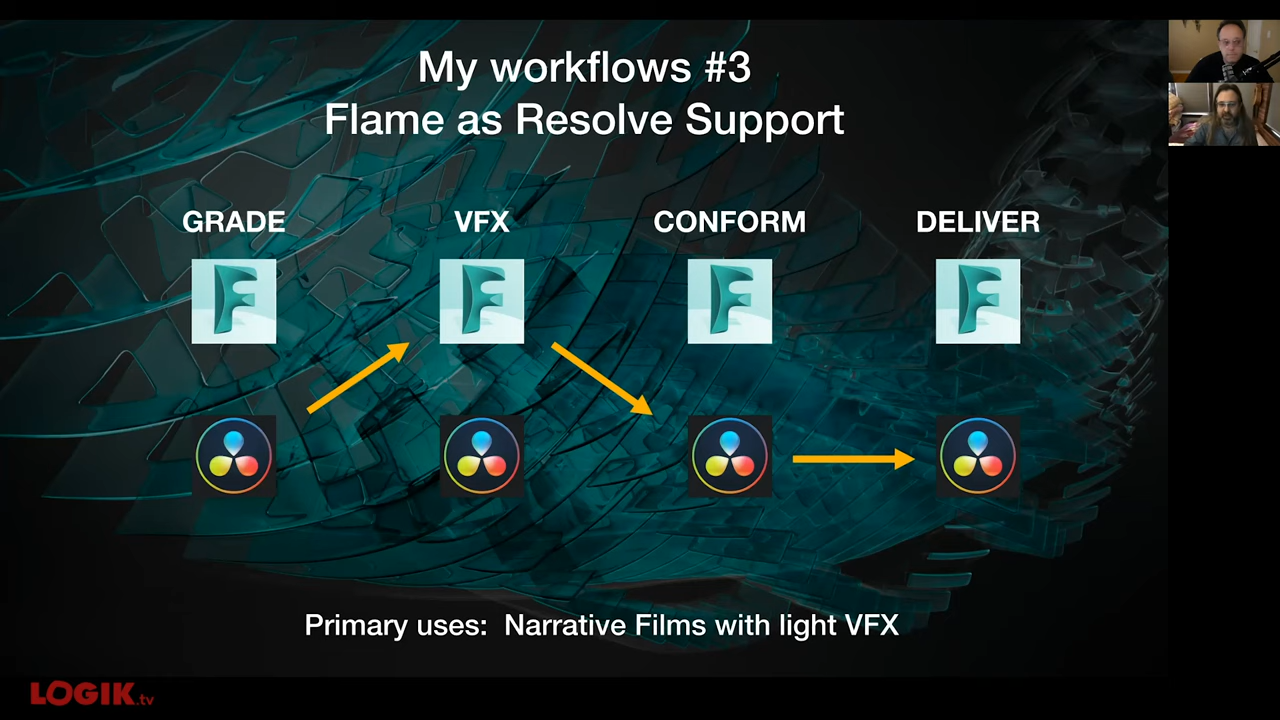 My workflows #3
Flame as Resolve Support
GRADE
VFX
CONFORM
DELIVER
Primary uses: Narrative Films with light VFX
LOGIK.tv